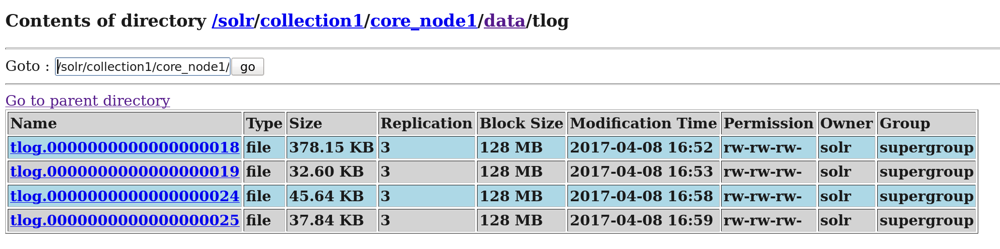 Contents of directory /solr/collection1/core_node1/data/tlog
Goto : /solr/collection1/core_node1/ go
Go to parent directory
Name Type Size Replication Block Size Modification Time Permission Owner Group
tlog.0000000000000000018 file 378.15 KB 3 128 MB 2017-04-08 16:52 rw-rw-rw- solr supergroup
tlog.0000000000000000019 file 32.60 KB 3 128 MB 2017-04-08 16:53 rw-rw-rw- solr supergroup
tlog.0000000000000000024 file 45.64 KB 3 128 MB 2017-04-08 16:58 rw-rw-rw- solr supergroup
tlog.0000000000000000025 file 37.84 KB 3 128 MB 2017-04-08 16:59 rw-rw-rw- solr supergroup